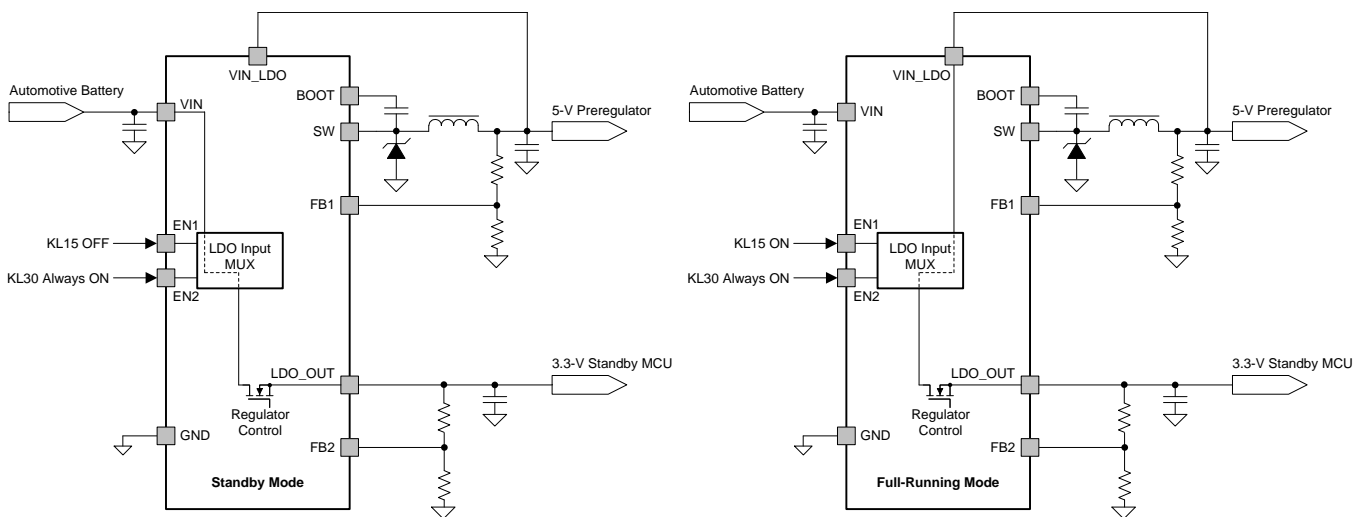 VIN_LDO
Automotive Battery
VIN
BOOT
5-V Preregulator
SW
FB1
EN1
KL15 OFF
LDO Input
MUX
KL30 Always ON
EN2
3.3-V Standby MCU
LDO_OUT
Regulator
Control
GND
FB2
Standby Mode
VIN_LDO
Automotive Battery
VIN
BOOT
5-V Preregulator
SW
FB1
EN1
KL15 ON
LDO Input
MUX
KL30 Always ON
EN2
3.3-V Standby MCU
LDO_OUT
Regulator
Control
GND
FB2
Full-Running Mode